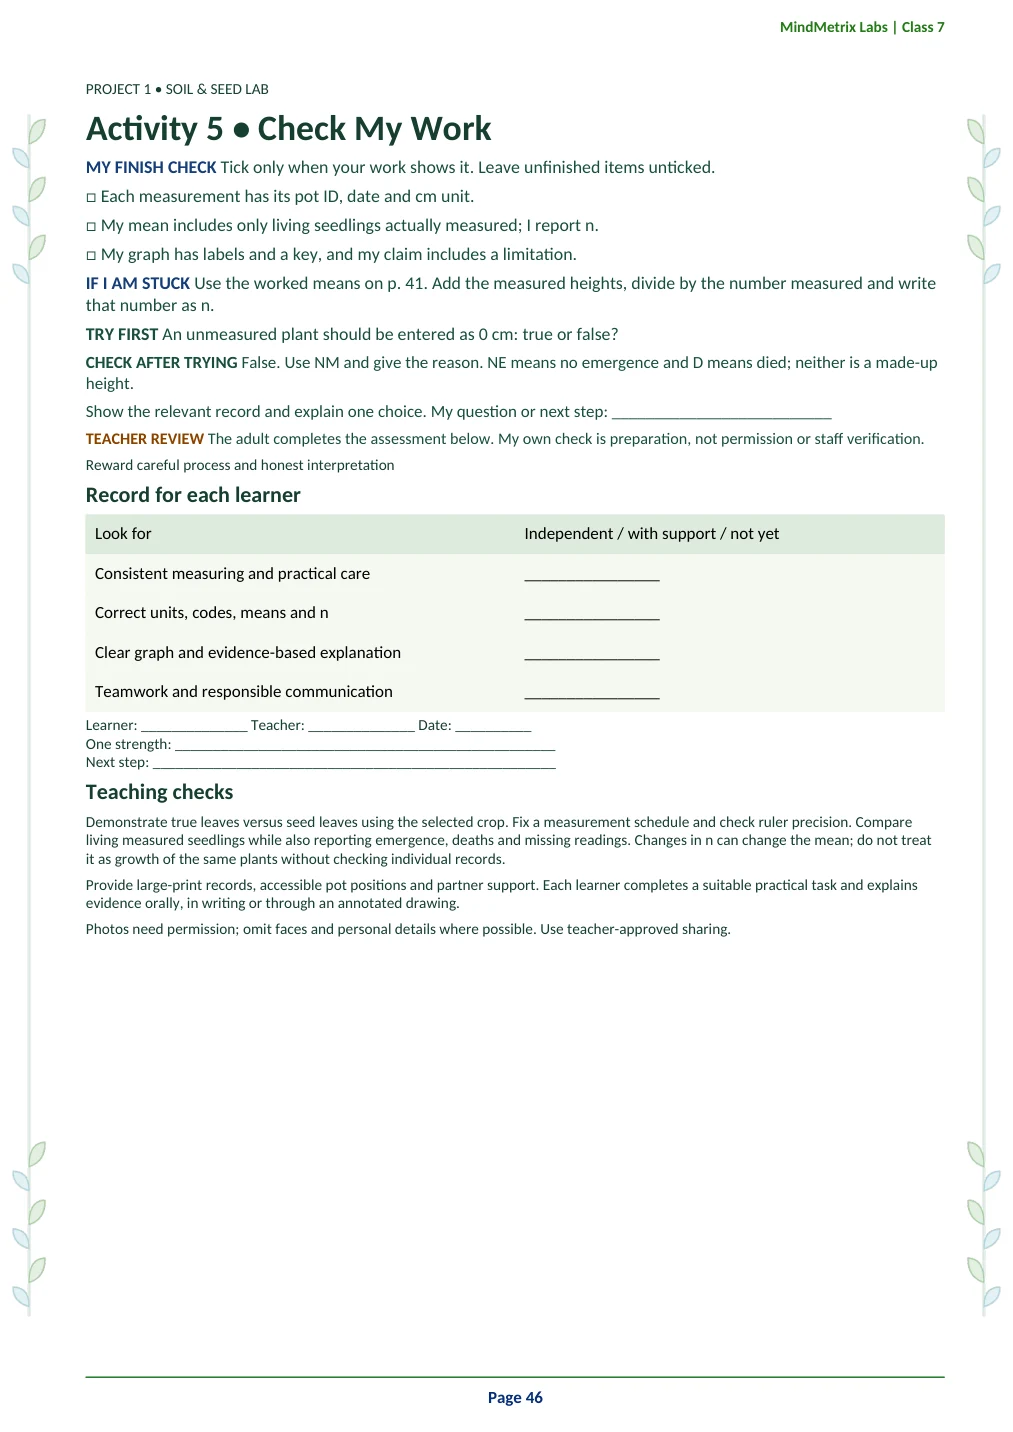 MindMetrix Labs | Class 7
PROJECT 1 • SOIL & SEED LAB
Activity 5 • Check My Work
MY FINISH CHECK Tick only when your work shows it. Leave unfinished items unticked.
□ Each measurement has its pot ID, date and cm unit.
□ My mean includes only living seedlings actually measured; I report n.
□ My graph has labels and a key, and my claim includes a limitation.
IF I AM STUCK Use the worked means on p. 41. Add the measured heights, divide by the number measured and write
that number as n.
TRY FIRST An unmeasured plant should be entered as 0 cm: true or false?
CHECK AFTER TRYING False. Use NM and give the reason. NE means no emergence and D means died; neither is a made-up
height.
Show the relevant record and explain one choice. My question or next step: __________________________
TEACHER REVIEW The adult completes the assessment below. My own check is preparation, not permission or staff verification.
Reward careful process and honest interpretation
Record for each learner
Look for Independent / with support / not yet
Consistent measuring and practical care ________________
Correct units, codes, means and n ________________
Clear graph and evidence-based explanation ________________
Teamwork and responsible communication ________________
Learner: ______________ Teacher: ______________ Date: __________
One strength: __________________________________________________
Next step: _____________________________________________________
Teaching checks
Demonstrate true leaves versus seed leaves using the selected crop. Fix a measurement schedule and check ruler precision. Compare
living measured seedlings while also reporting emergence, deaths and missing readings. Changes in n can change the mean; do not treat
it as growth of the same plants without checking individual records.
Provide large-print records, accessible pot positions and partner support. Each learner completes a suitable practical task and explains
evidence orally, in writing or through an annotated drawing.
Photos need permission; omit faces and personal details where possible. Use teacher-approved sharing.
Page 46